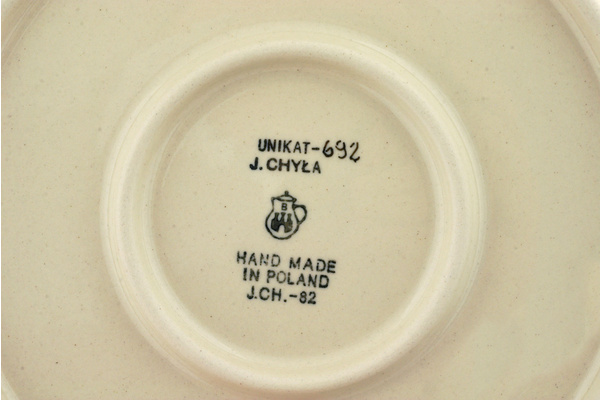 UNIKAT-692
J.CHYŁA
B
HAND MADE
IN POLAND
J.CH.-82